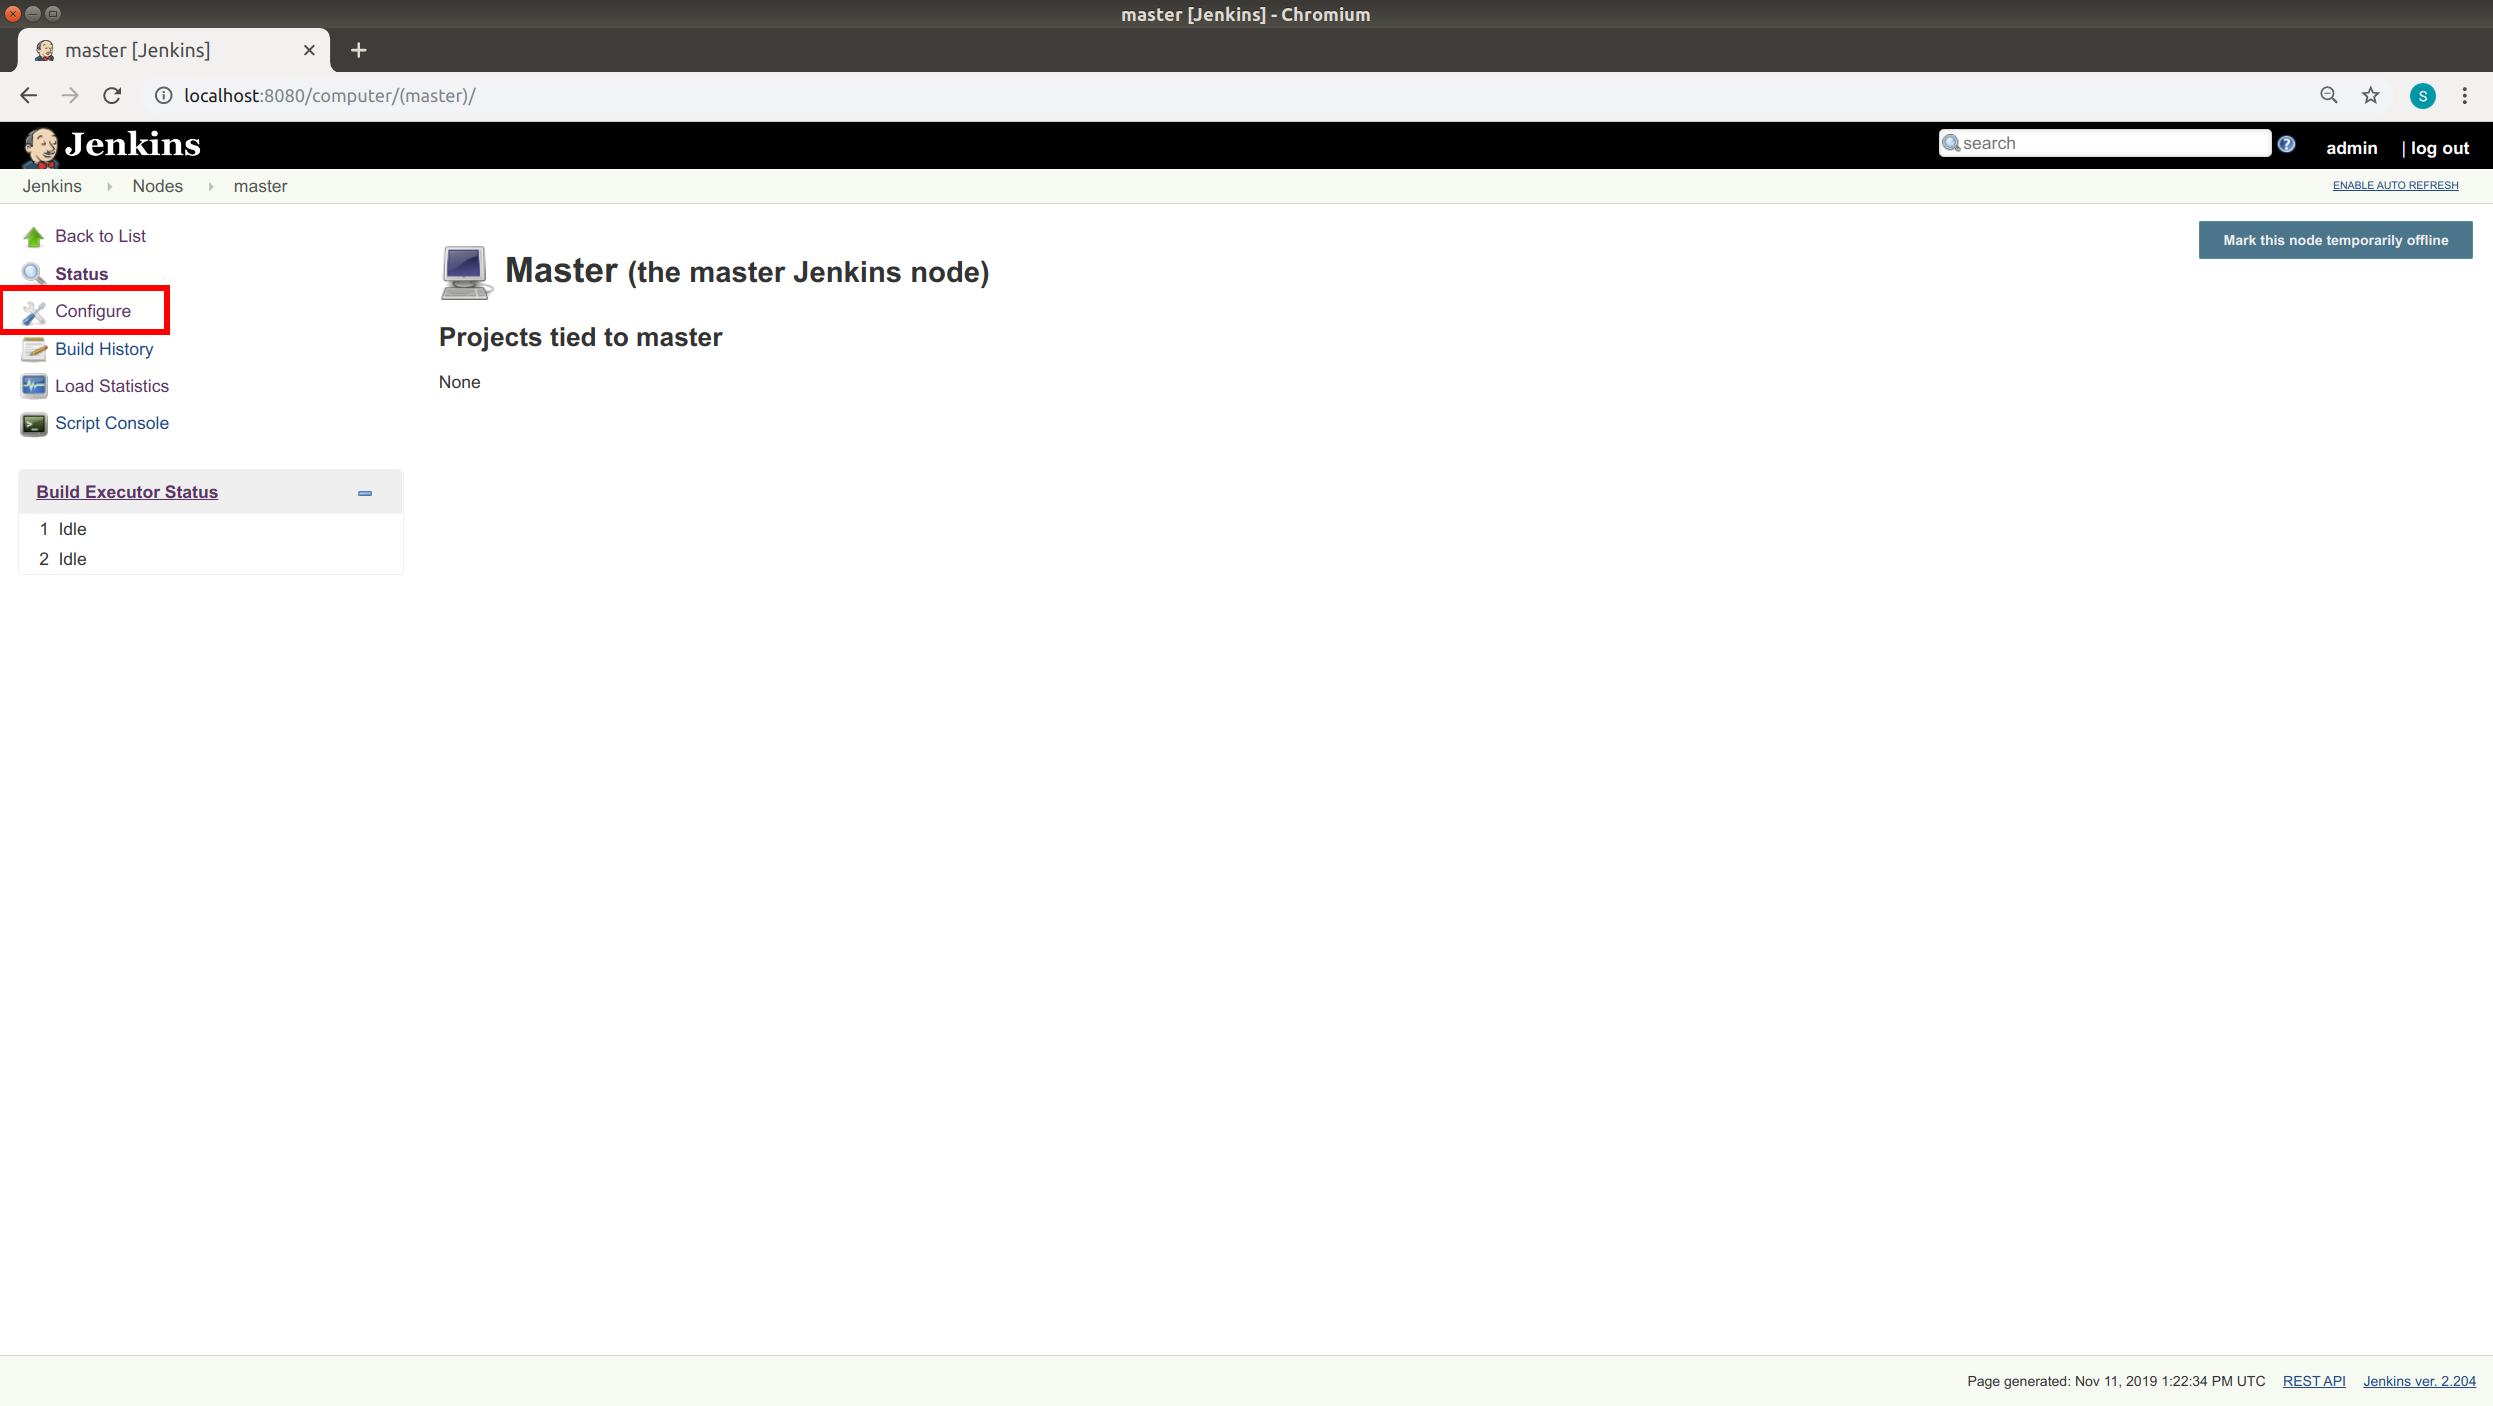 master [Jenkins] - Chromium
master [Jenkins]
localhost:8080/computer/(master)/
S
Jenkins
search
admin
| log out
Jenkins
Nodes
master
ENABLE AUTO REFRESH
Back to List
Status
Configure
Build History
Load Statistics
Script Console
Build Executor Status
1 Idle
2 Idle
Master (the master Jenkins node)
Mark this node temporarily offline
Projects tied to master
None
Page generated: Nov 11, 2019 1:22:34 PM UTC REST API Jenkins ver. 2.204